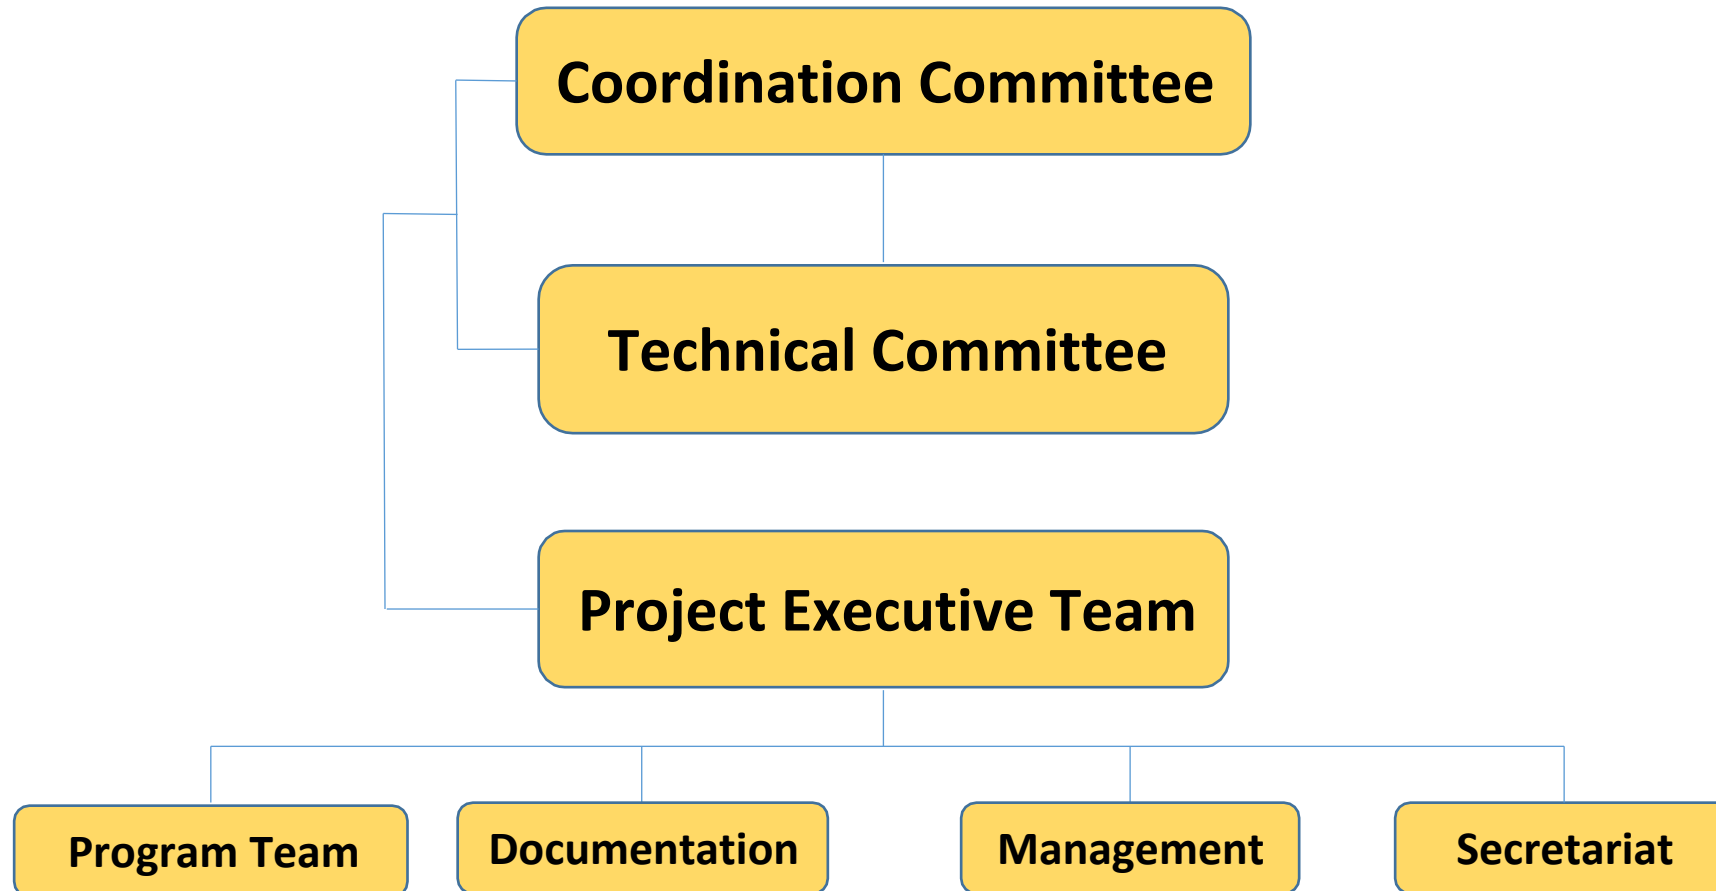 Coordination Committee
Technical Committee
Project Executive Team
Program Team
Documentation
Management
Secretariat